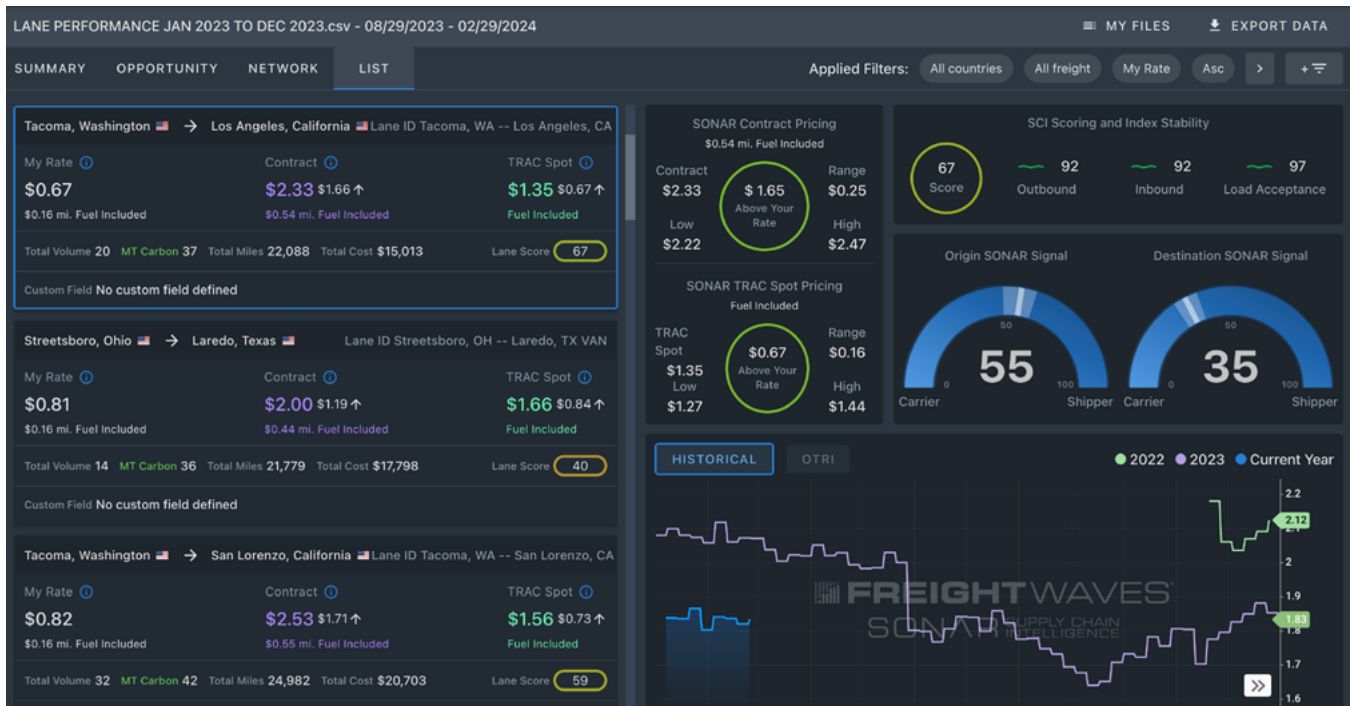 LANE PERFORMANCE JAN 2023 TO DEC 2023.csv - 08/29/2023 - 02/29/2024
MY FILES
EXPORT DATA
SUMMARY OPPORTUNITY NETWORK LIST
Applied Filters: All countries All freight My Rate Asc > +
Tacoma, Washington → Los Angeles, California Lane ID Tacoma, WA -- Los Angeles, CA
My Rate Contract TRAC Spot
$0.67 $2.33 $1.66 ↑ $1.35 $0.67 ↑
$0.16 mi. Fuel Included $0.54 mi. Fuel Included Fuel Included
Total Volume 20 MT Carbon 37 Total Miles 22,088 Total Cost $15,013 Lane Score 67
Custom Field No custom field defined
Streetsboro, Ohio → Laredo, Texas Lane ID Streetsboro, OH -- Laredo, TX VAN
My Rate Contract TRAC Spot
$0.81 $2.00 $1.19 ↑ $1.66 $0.84 ↑
$0.16 mi. Fuel Included $0.44 mi. Fuel Included Fuel Included
Total Volume 14 MT Carbon 36 Total Miles 21,779 Total Cost $17,798 Lane Score 40
Custom Field No custom field defined
Tacoma, Washington → San Lorenzo, California Lane ID Tacoma, WA -- San Lorenzo, CA
My Rate Contract TRAC Spot
$0.82 $2.53 $1.71 ↑ $1.56 $0.73 ↑
$0.16 mi. Fuel Included $0.55 mi. Fuel Included Fuel Included
Total Volume 32 MT Carbon 42 Total Miles 24,982 Total Cost $20,703 Lane Score 59
SONAR Contract Pricing
$0.54 mi. Fuel Included
Contract Range
$2.33 $ 1.65 $0.25
Above Your
Low Rate High
$2.22 $2.47
SONAR TRAC Spot Pricing
Fuel Included
TRAC Range
Spot $0.67 $0.16
$1.35 Above Your
Low Rate High
$1.27 $1.44
SCI Scoring and Index Stability
67 92 92 97
Score Outbound Inbound Load Acceptance
Origin SONAR Signal Destination SONAR Signal
50 50
55 35
0 100 0 100
Carrier Shipper Carrier Shipper
HISTORICAL OTRI
2022 2023 Current Year
2.2
2.12
2
1.9
1.83
1.8
1.7
1.6
FREIGHTWAVES
SONAR SUPPLY CHAIN
INTELLIGENCE